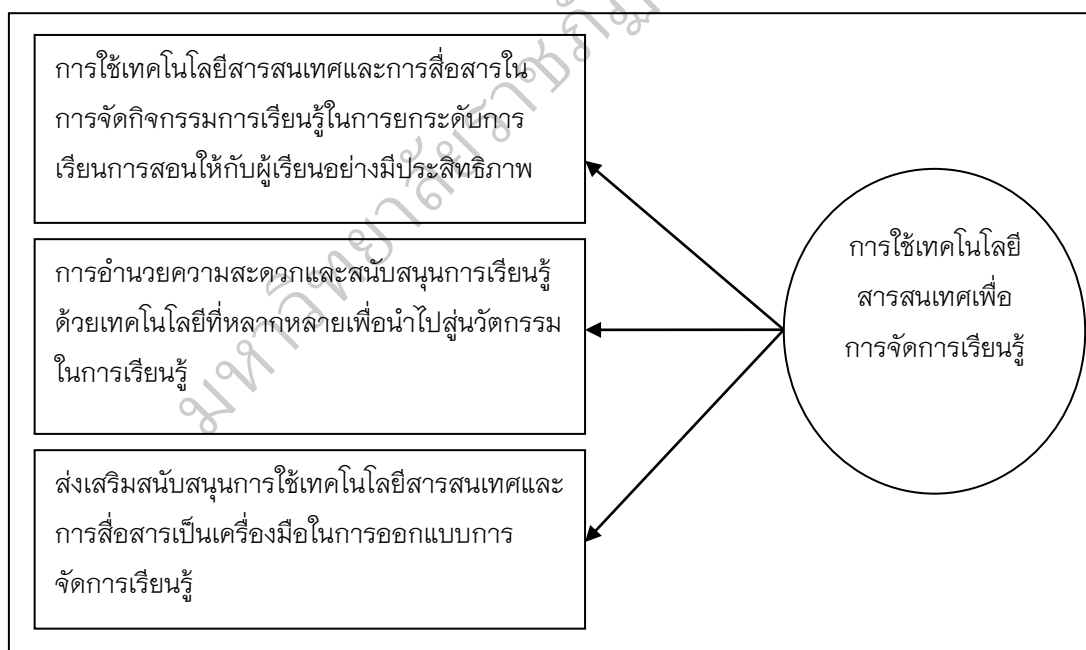 การใช้เทคโนโลยีสารสนเทศและการสื่อสารใน
การจัดกิจกรรมการเรียนรู้ในการยกระดับการ
เรียนการสอนให้กับผู้เรียนอย่างมีประสิทธิภาพ
การอำนวยความสะดวกและสนับสนุนการเรียนรู้
ด้วยเทคโนโลยีที่หลากหลายเพื่อนำไปสู่นวัตกรรม
ในการเรียนรู้
ส่งเสริมสนับสนุนการใช้เทคโนโลยีสารสนเทศและ
การสื่อสารเป็นเครื่องมือในการออกแบบการ
จัดการเรียนรู้
การใช้เทคโนโลยี
สารสนเทศเพื่อ
การจัดการเรียนรู้
มหาวิทยาลัยราชภัฏ